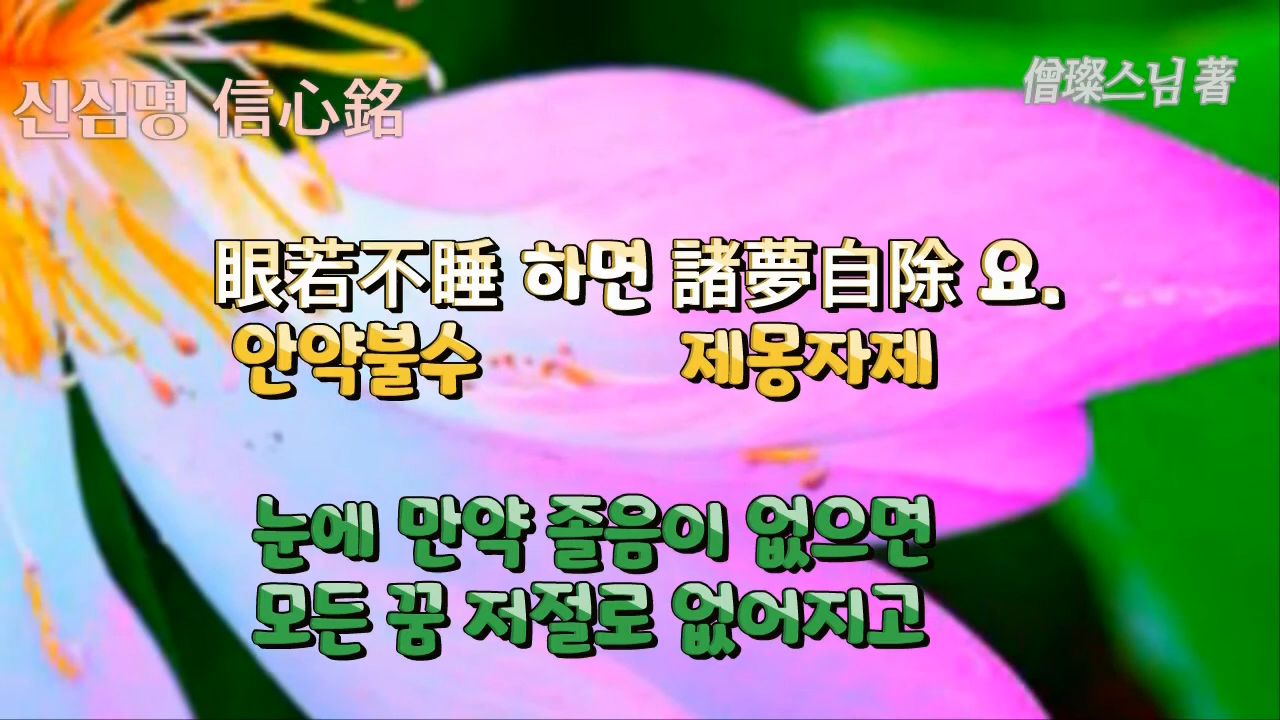 신심명 信心銘
僧璨스님 著
眼若不睡 하면 諸夢自除 요.
안약불수 제몽자제
눈에 만약 졸음이 없으면
모든 꿈 저절로 없어지고